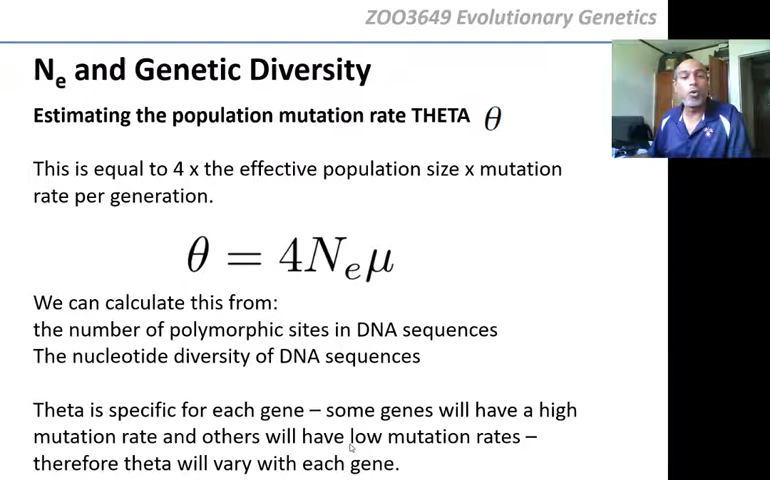 ZOO3649 Evolutionary Genetics
Nₑ and Genetic Diversity
Estimating the population mutation rate THETA θ
This is equal to 4 x the effective population size x mutation
rate per generation.
θ = 4Nₑμ
We can calculate this from:
the number of polymorphic sites in DNA sequences
The nucleotide diversity of DNA sequences
Theta is specific for each gene – some genes will have a high
mutation rate and others will have low mutation rates –
therefore theta will vary with each gene.